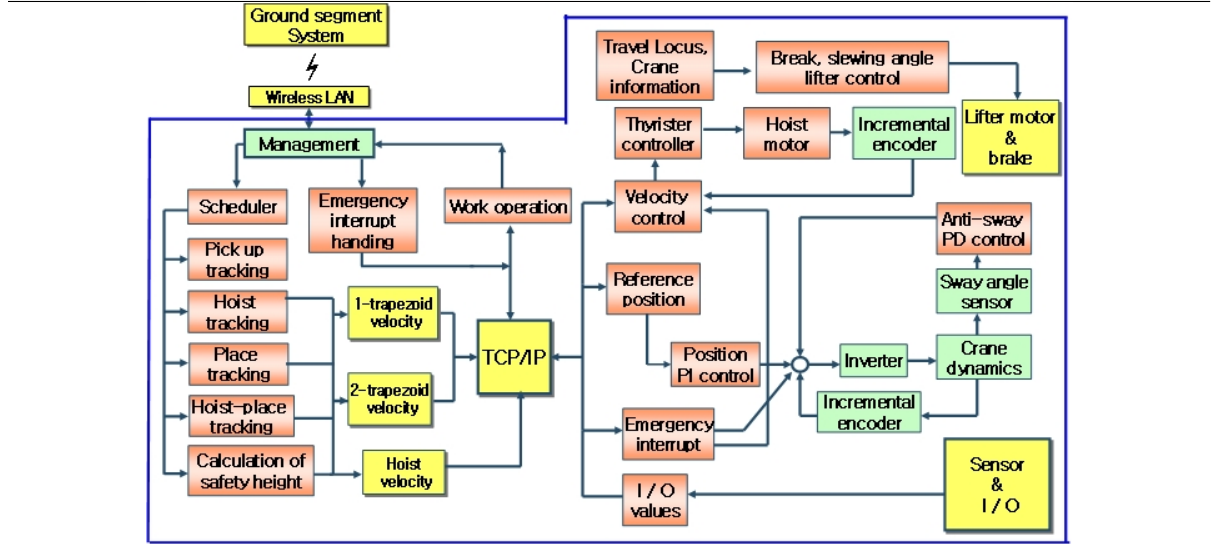 Ground segment
System
Wireless LAN
Management
Scheduler
Emergency
interrupt
handing
Work operation
Pick up
tracking
Hoist
tracking
Place
tracking
Hoist-place
tracking
Calculation of
safety height
1-trapezoid
velocity
2-trapezoid
velocity
Hoist
velocity
TCP/IP
Travel Locus,
Crane
information
Break, slewing angle
lifter control
Thyrister
controller
Hoist
motor
Incremental
encoder
Lifter motor
&
brake
Velocity
control
Anti-sway
PD control
Reference
position
Sway angle
sensor
Position
PI control
Inverter
Crane
dynamics
Incremental
encoder
Emergency
interrupt
I / O
values
Sensor
&
I / O